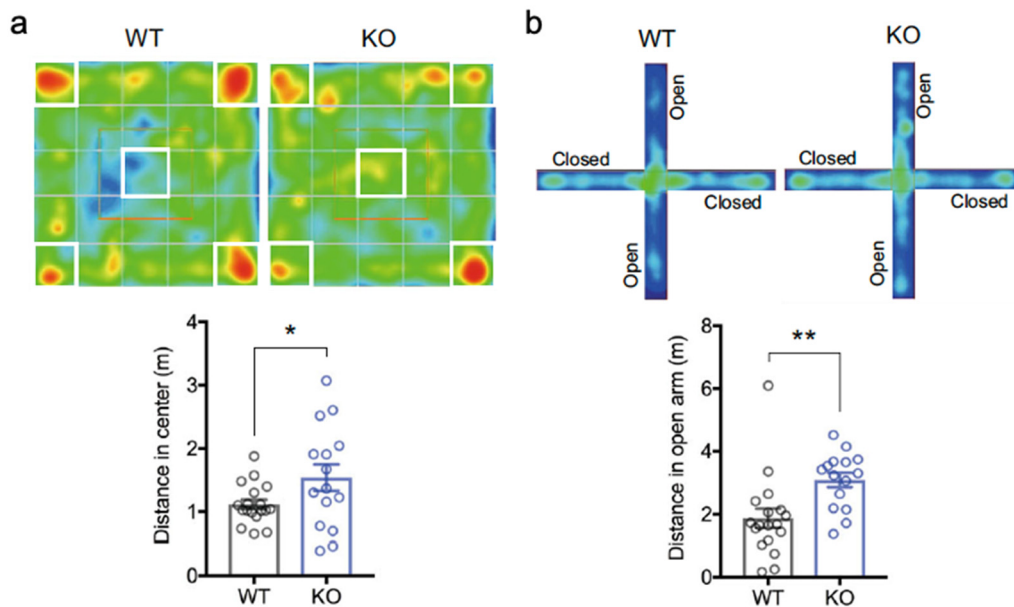 a
WT
KO
Distance in center (m)
4
3
2
1
0
*
WT
KO
b
WT
KO
Open
Open
Closed
Closed
Closed
Closed
Open
Open
Distance in open arm (m)
8
6
4
2
0
**
WT
KO